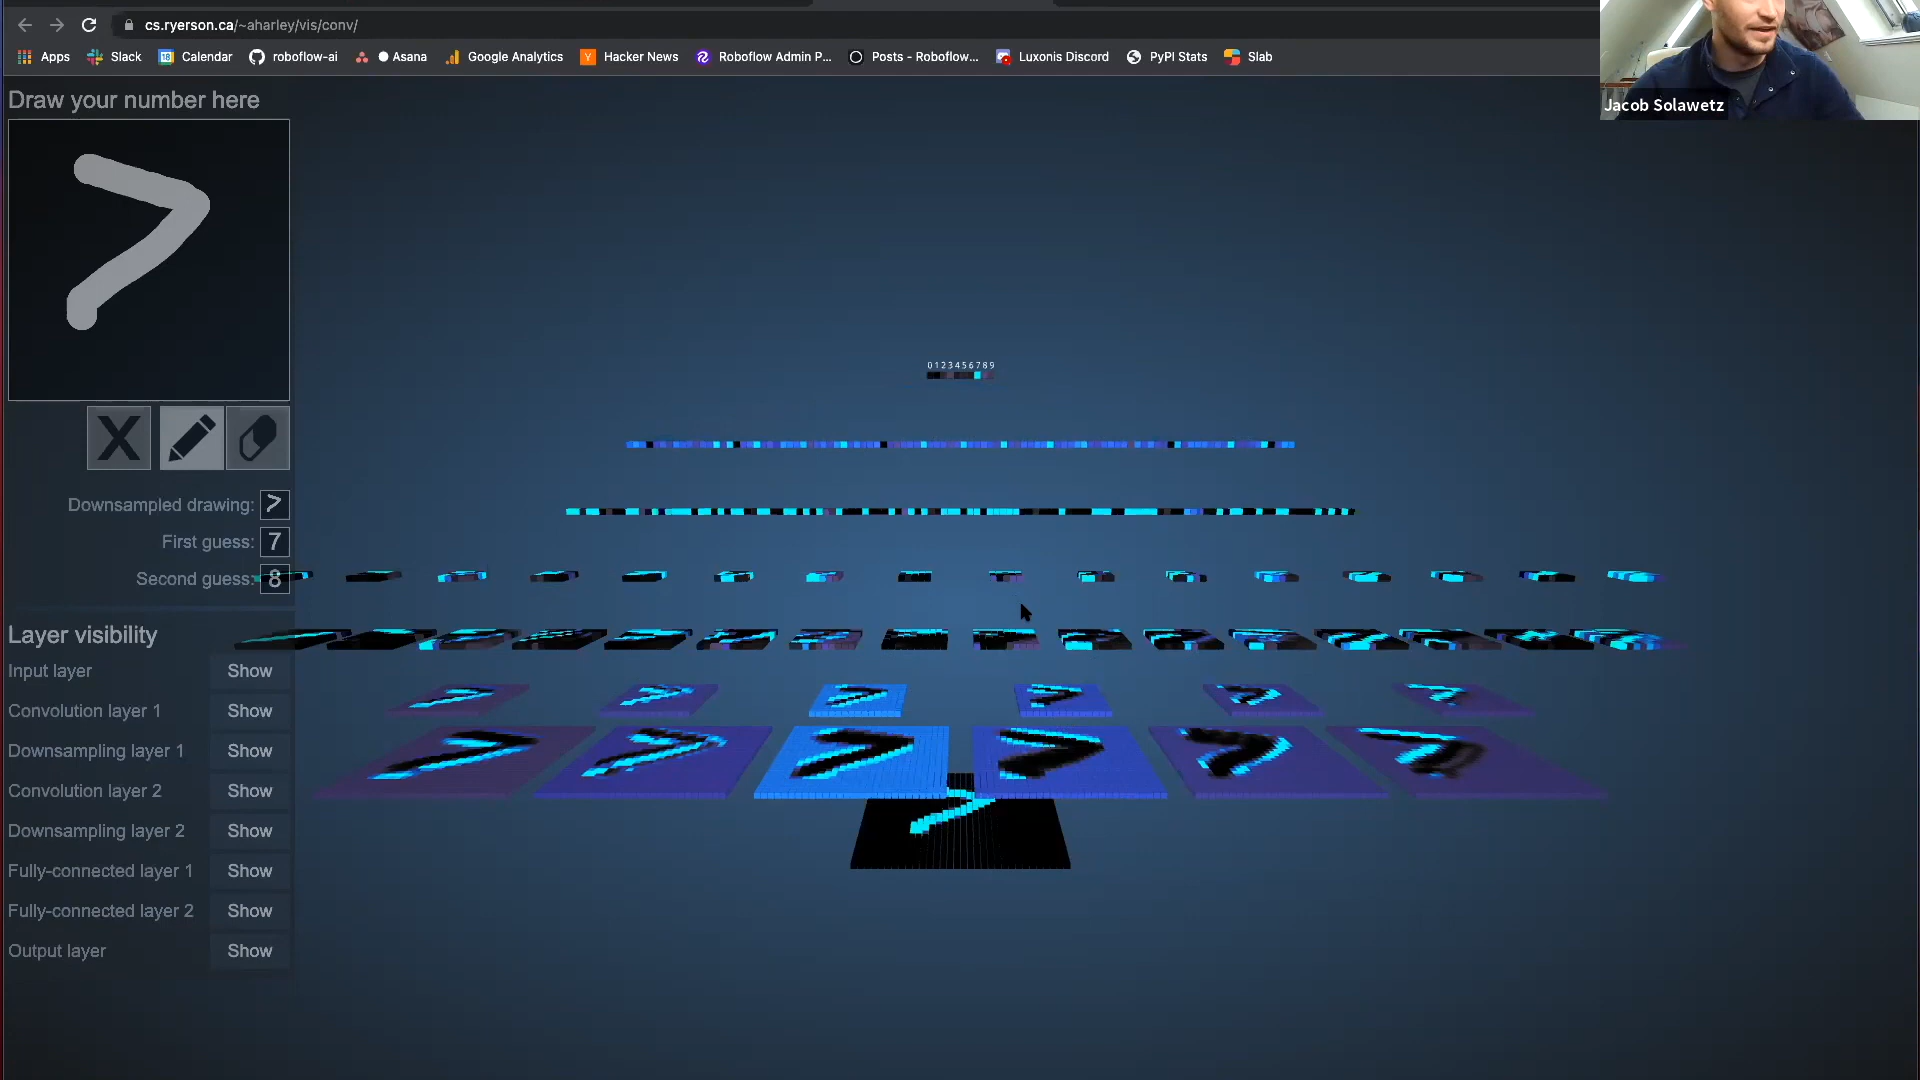 cs.ryerson.ca/~aharley/vis/conv/
Apps Slack Calendar roboflow-ai Asana Google Analytics Hacker News Roboflow Admin P... Posts - Roboflow... Luxonis Discord PyPI Stats Slab
Jacob Solawetz
Draw your number here
0123456789
X
Downsampled drawing:
First guess: 7
Second guess: 8
Layer visibility
Input layer Show
Convolution layer 1 Show
Downsampling layer 1 Show
Convolution layer 2 Show
Downsampling layer 2 Show
Fully-connected layer 1 Show
Fully-connected layer 2 Show
Output layer Show